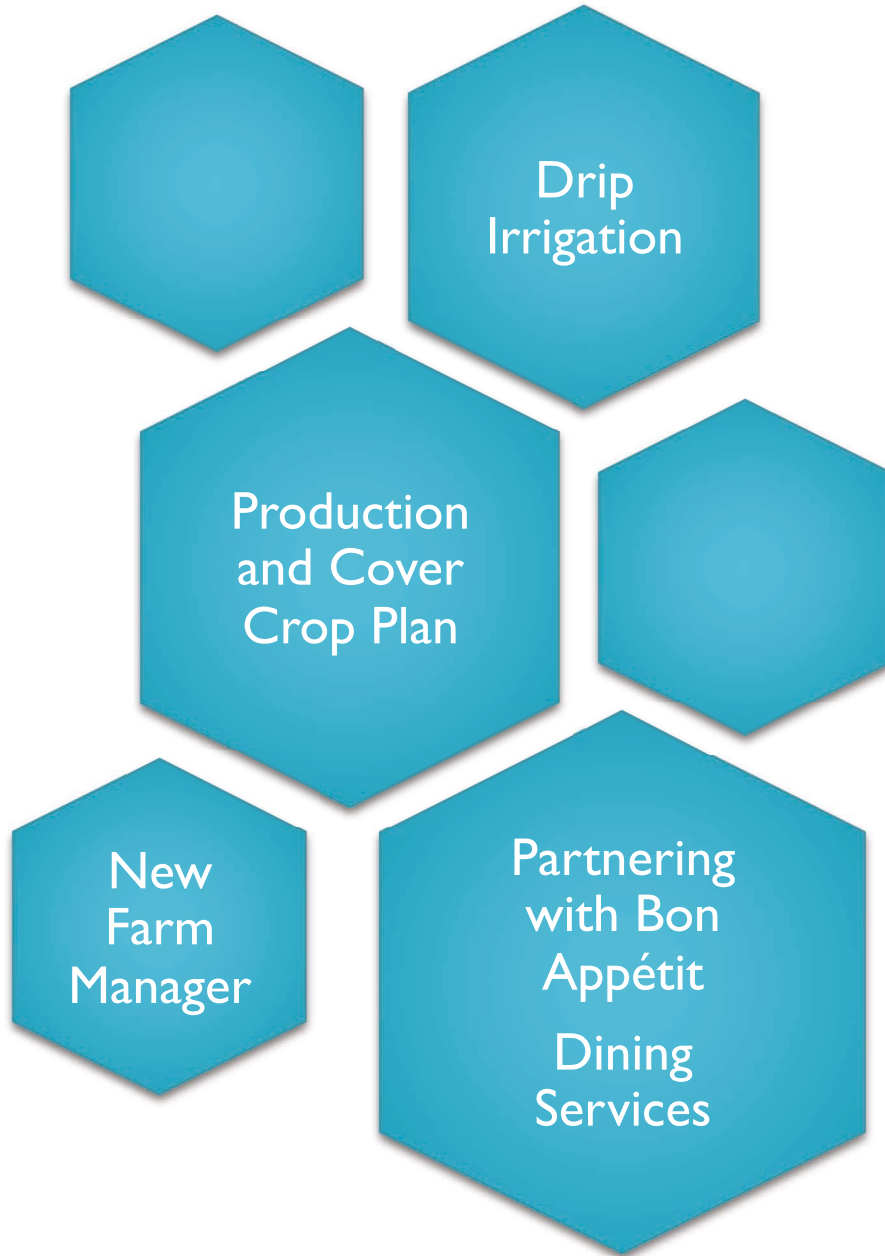 Drip
Irrigation
Production
and Cover
Crop Plan
New
Farm
Manager
Partnering
with Bon
Appétit
Dining
Services